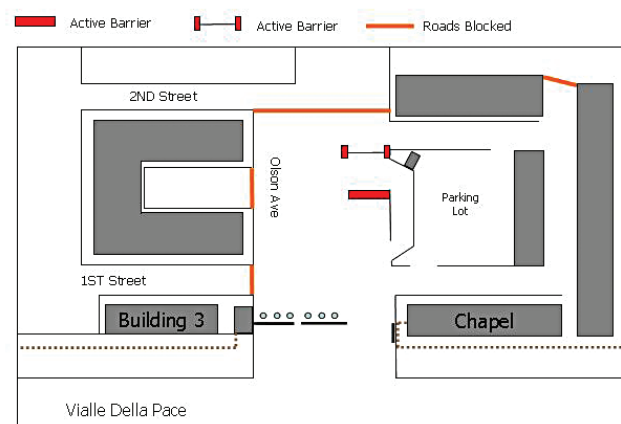 Active Barrier
Active Barrier
Roads Blocked
2ND Street
Olson Ave
Parking
Lot
1ST Street
Building 3
Chapel
Vialle Della Pace